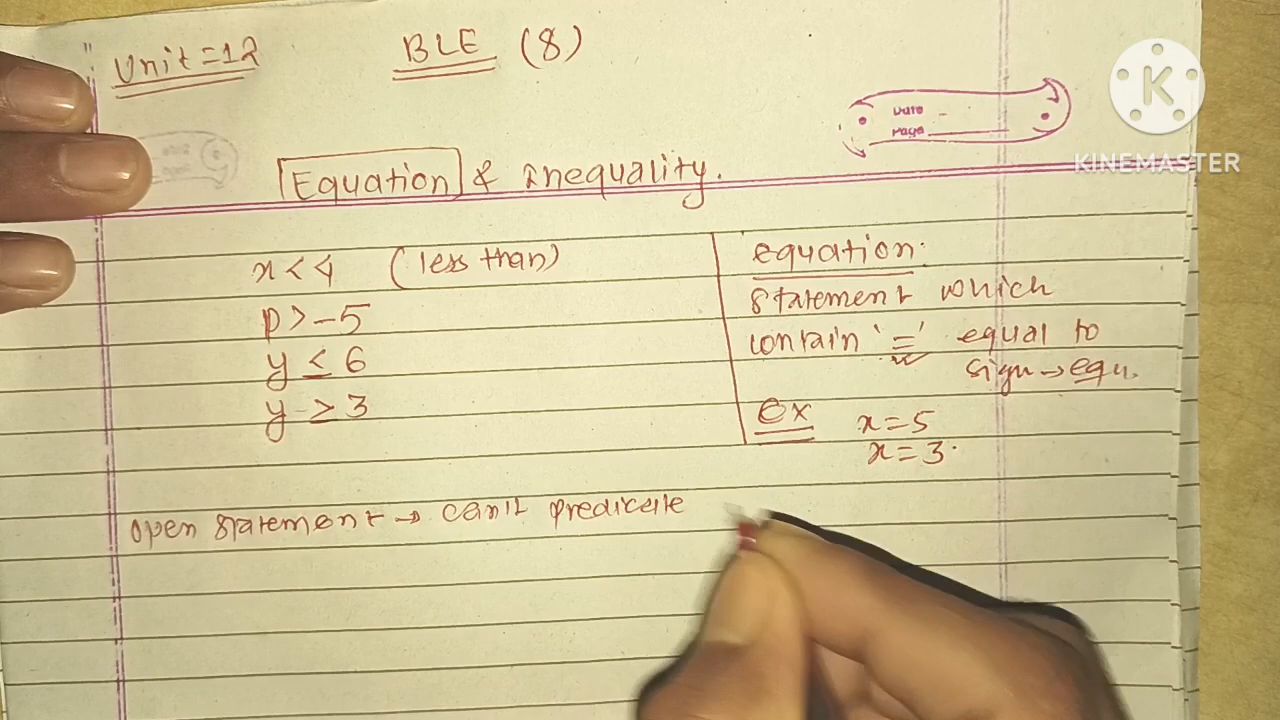 Unit=12
BLE (8)
Date
Page
KINEMASTER
Equation & inequality.
x < 4 (less than)
p > -5
y ≤ 6
y ≥ 3
equation:
statement which
contain '=' equal to
sign → equ.
Ex
x = 5
x = 3.
open statement → can't predicate